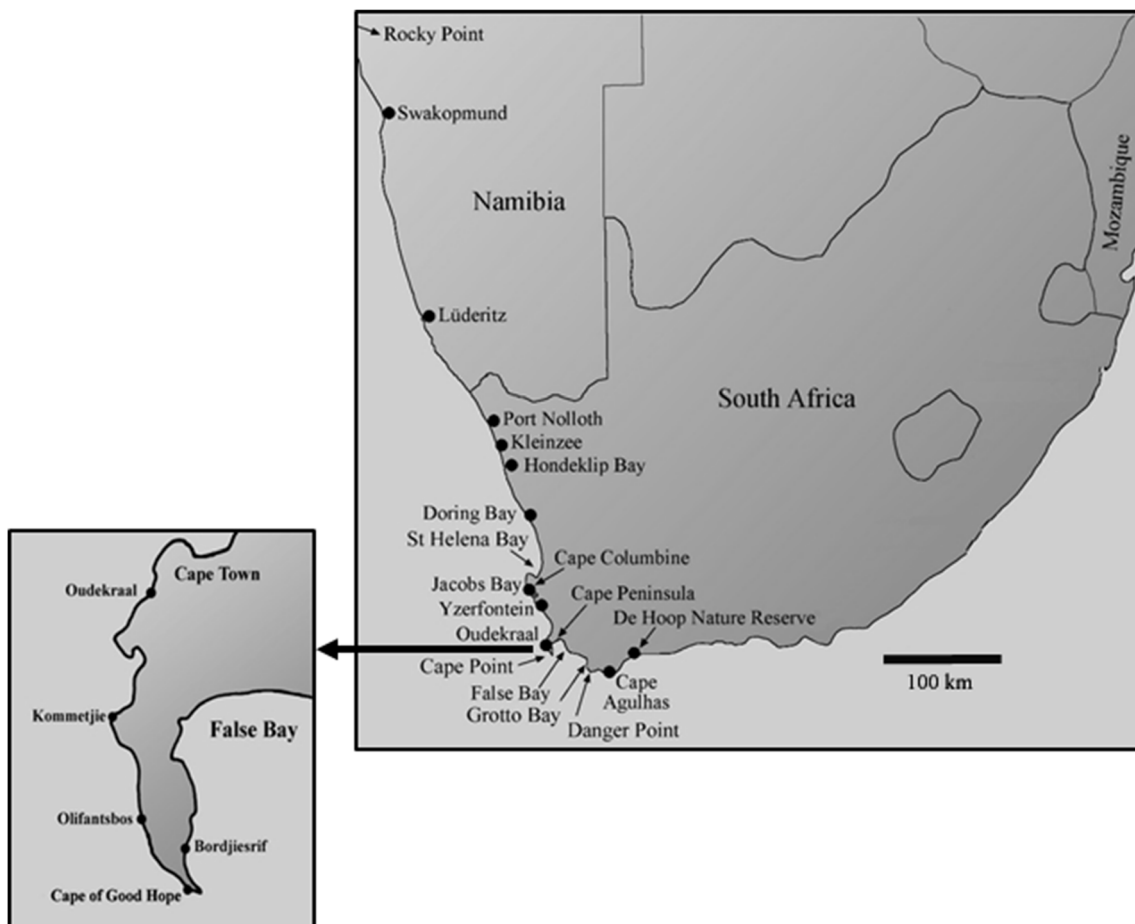 Rocky Point
Swakopmund
Namibia
Mozambique
Lüderitz
South Africa
Port Nolloth
Kleinzee
Hondeklip Bay
Doring Bay
St Helena Bay
Cape Columbine
Jacobs Bay
Cape Peninsula
Yzerfontein
De Hoop Nature Reserve
Oudekraal
Cape Point
False Bay
Grotto Bay
Danger Point
Cape
Agulhas
100 km
Cape Town
Oudekraal
Kommetjie
False Bay
Olifantsbos
Bordjiesrif
Cape of Good Hope